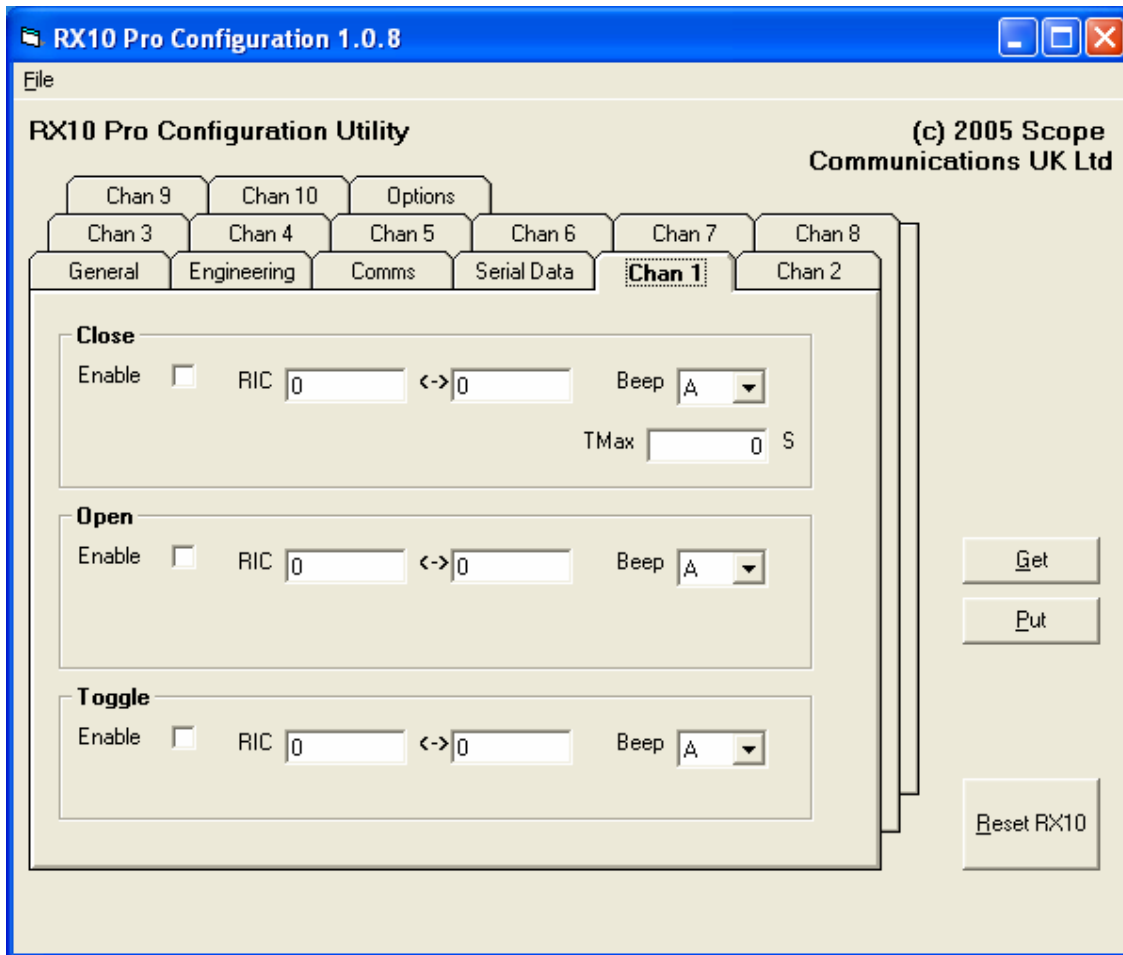 RX10 Pro Configuration 1.0.8
File
RX10 Pro Configuration Utility
(c) 2005 Scope
Communications UK Ltd
Chan 9 Chan 10 Options
Chan 3 Chan 4 Chan 5 Chan 6 Chan 7 Chan 8
General Engineering Comms Serial Data Chan 1 Chan 2
Close
Enable RIC 0 <-> 0 Beep A
TMax 0 S
Open
Enable RIC 0 <-> 0 Beep A
Get
Put
Toggle
Enable RIC 0 <-> 0 Beep A
Reset RX10